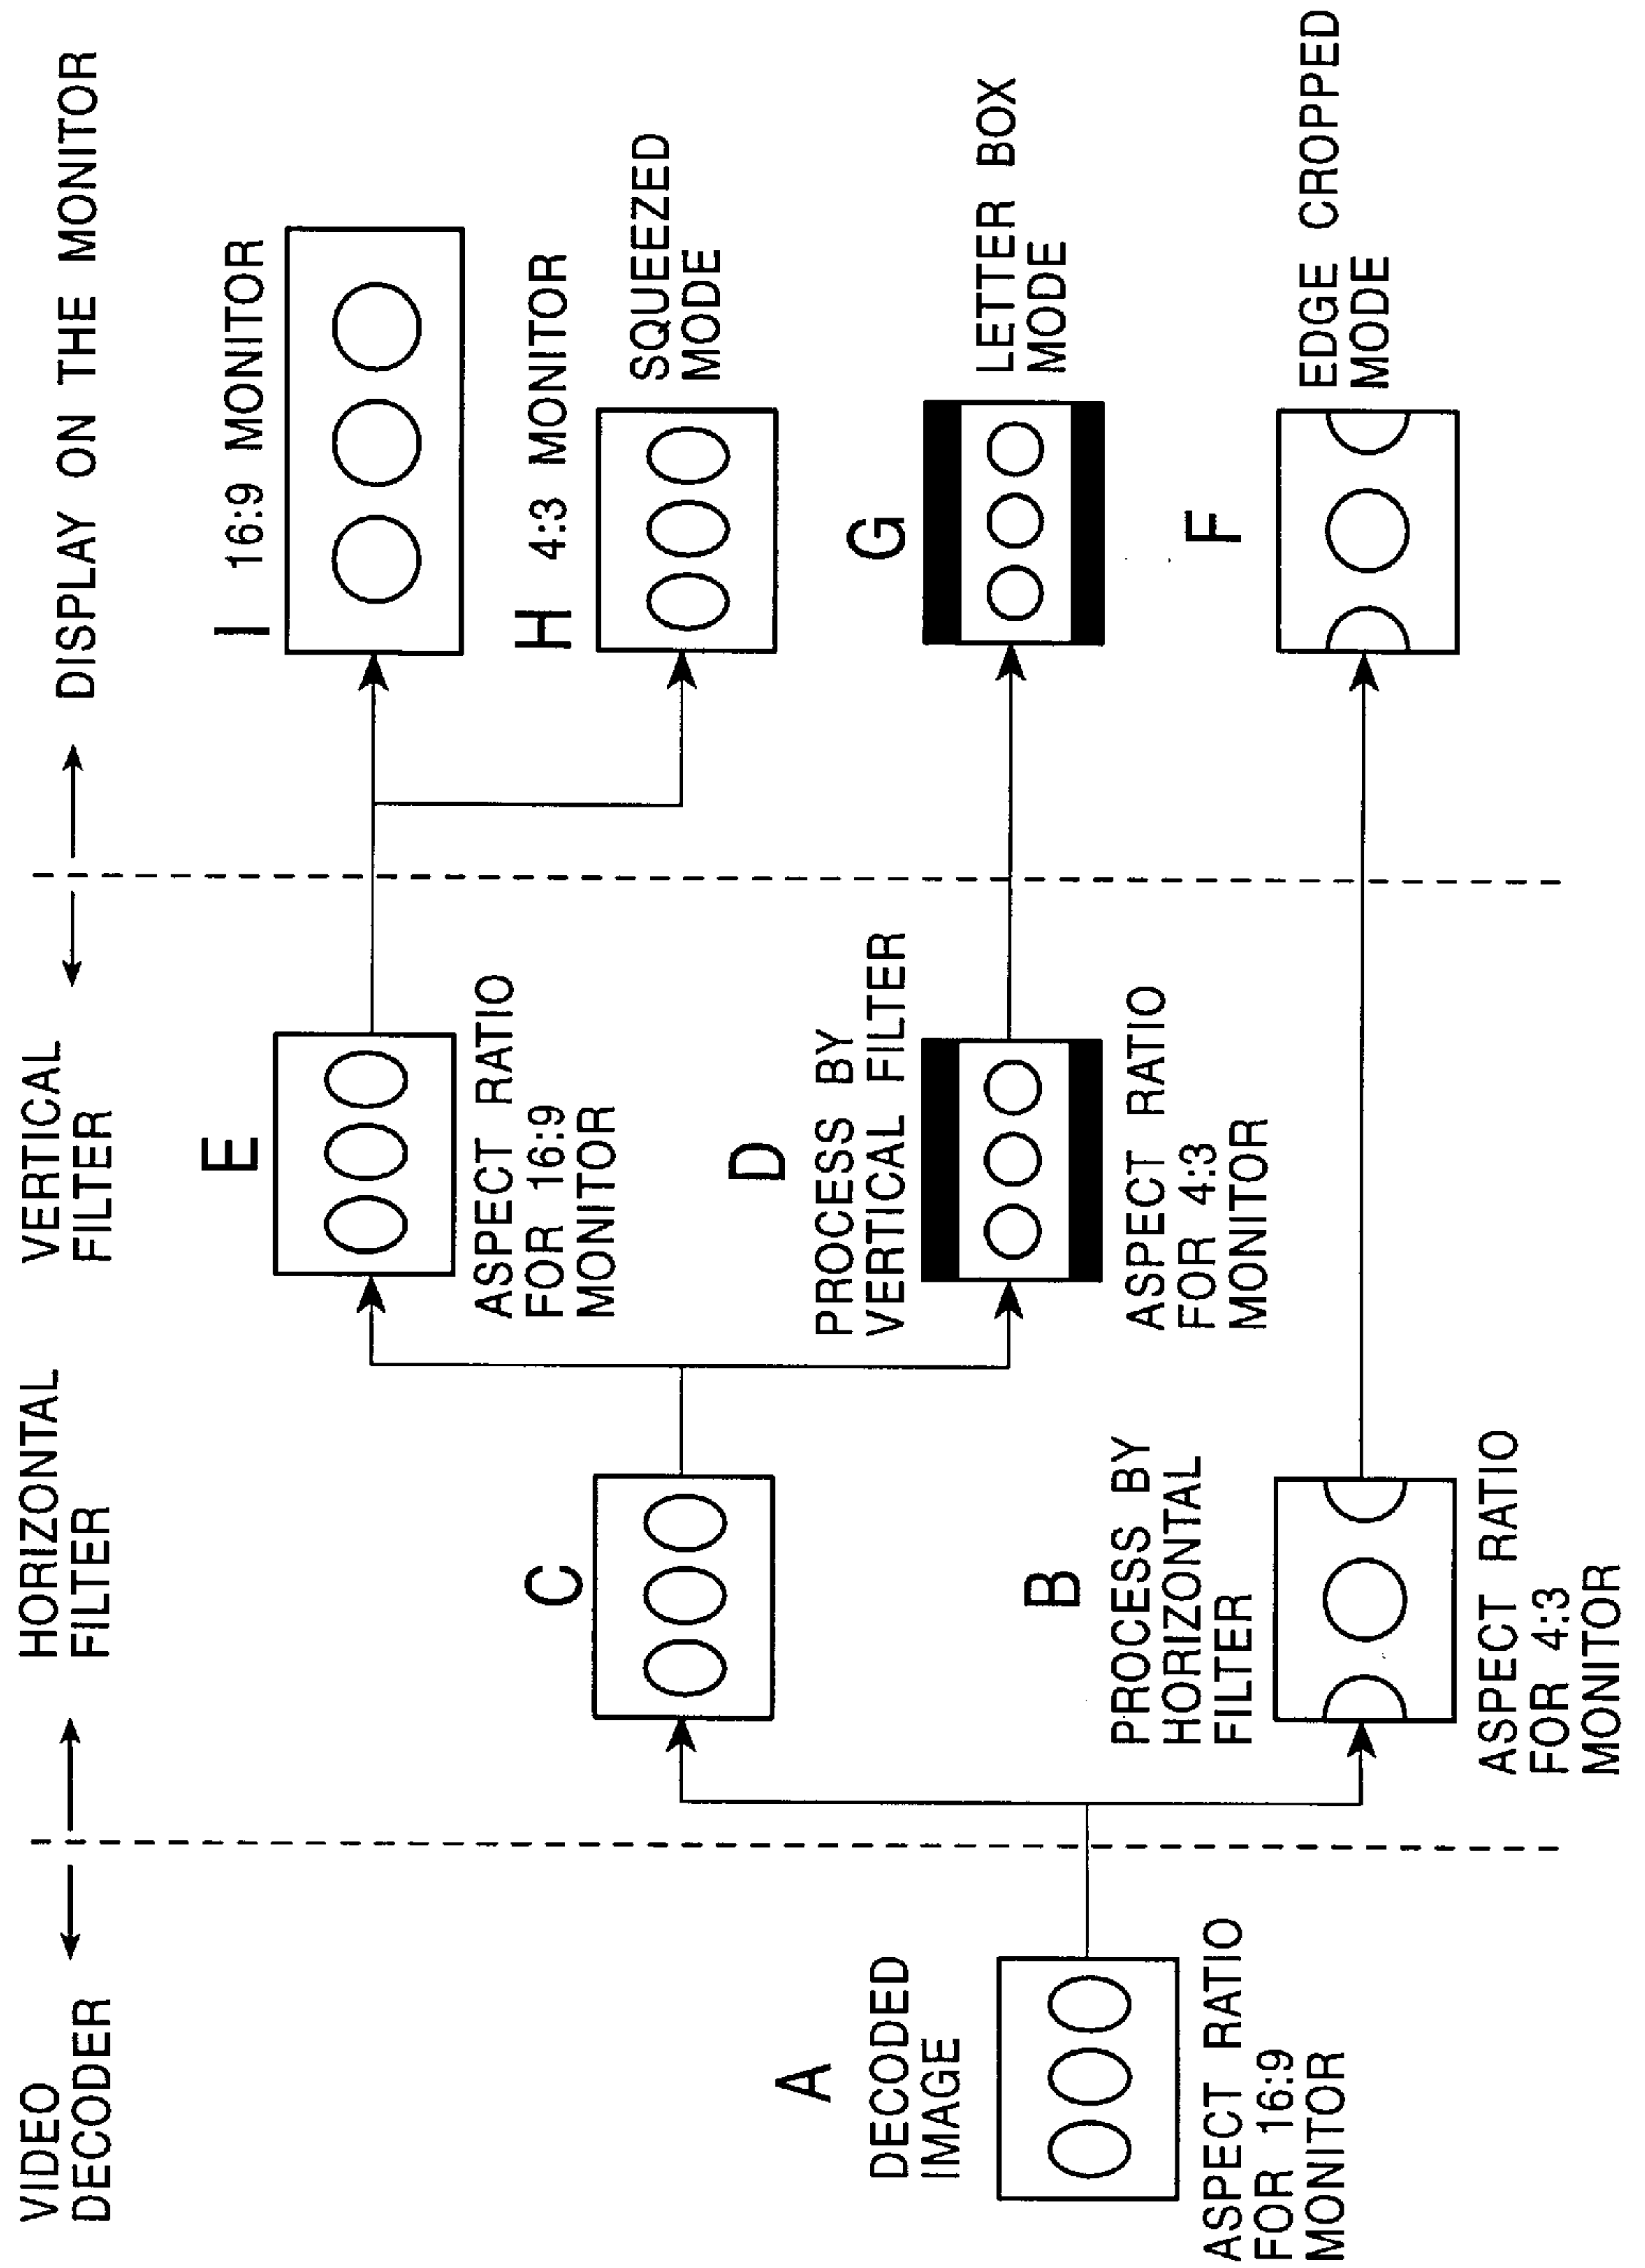 VIDEO
DECODER
HORIZONTAL
FILTER
VERTICAL
FILTER
DISPLAY ON THE MONITOR
A
DECODED
IMAGE
ASPECT RATIO
FOR 16:9
MONITOR
C
B
PROCESS BY
HORIZONTAL
FILTER
ASPECT RATIO
FOR 4:3
MONITOR
E
ASPECT RATIO
FOR 16:9
MONITOR
D
PROCESS BY
VERTICAL FILTER
ASPECT RATIO
FOR 4:3
MONITOR
I 16:9 MONITOR
H 4:3 MONITOR
SQUEEZED
MODE
G
LETTER BOX
MODE
F
EDGE CROPPED
MODE